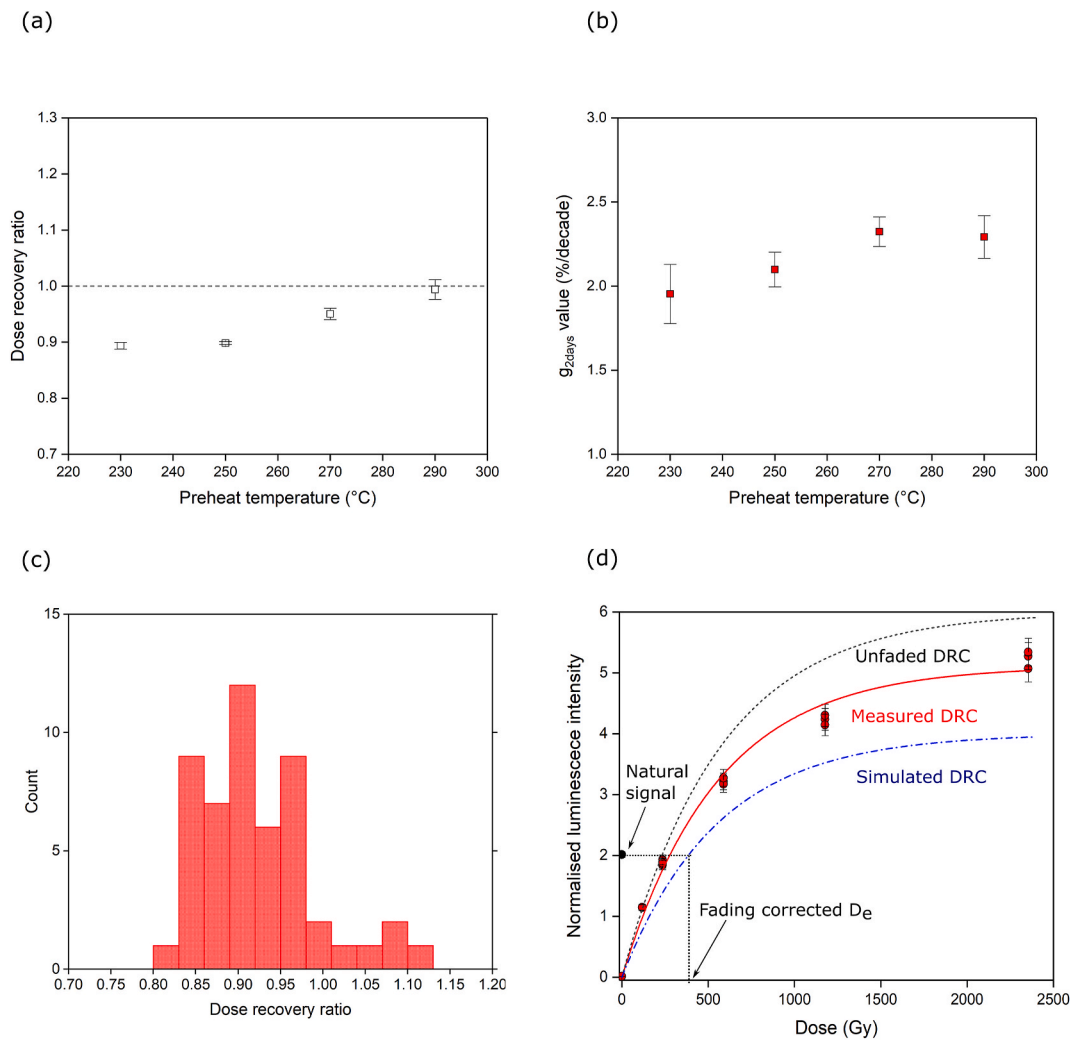 (a)
1.3
1.2
1.1
1.0
0.9
0.8
0.7
Dose recovery ratio
220 230 240 250 260 270 280 290 300
Preheat temperature (°C)
(b)
3.0
2.5
2.0
1.5
1.0
g2days value (%/decade)
220 230 240 250 260 270 280 290 300
Preheat temperature (°C)
(c)
15
10
5
0
Count
0.70 0.80 0.85 0.90 0.95 1.00 1.05 1.10 1.20
Dose recovery ratio
(d)
6
5
4
3
2
1
0
Normalised luminescece intensity
Unfaded DRC
Measured DRC
Simulated DRC
Natural
signal
Fading corrected De
0 500 1000 1500 2000 2500
Dose (Gy)